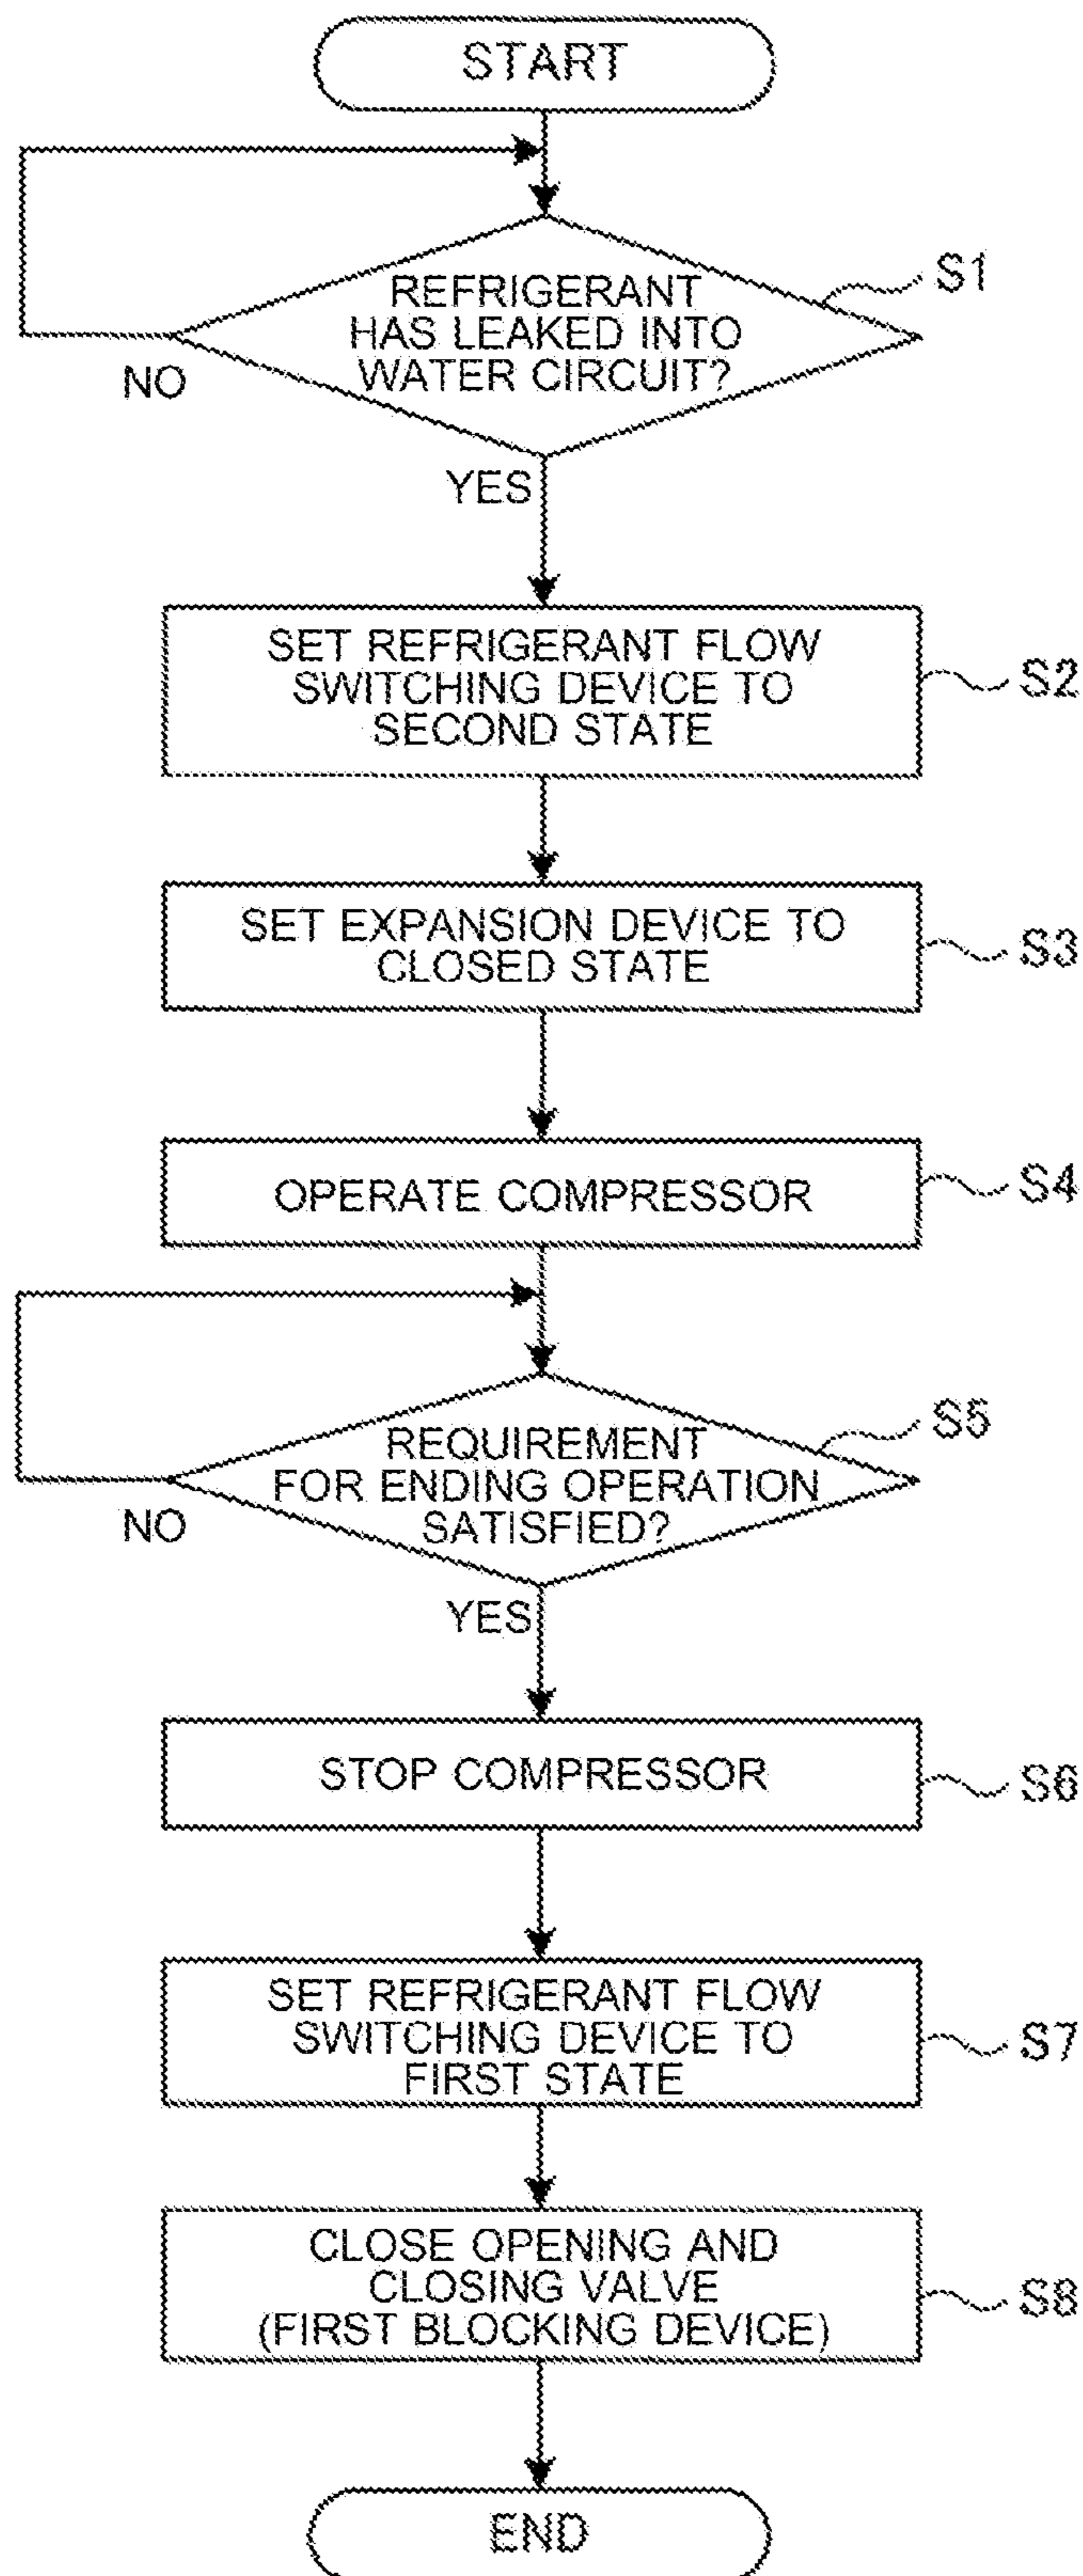 START
REFRIGERANT
HAS LEAKED INTO
WATER CIRCUIT?
S1
NO
YES
SET REFRIGERANT FLOW
SWITCHING DEVICE TO
SECOND STATE
S2
SET EXPANSION DEVICE TO
CLOSED STATE
S3
OPERATE COMPRESSOR
S4
REQUIREMENT
FOR ENDING OPERATION
SATISFIED?
S5
NO
YES
STOP COMPRESSOR
S6
SET REFRIGERANT FLOW
SWITCHING DEVICE TO
FIRST STATE
S7
CLOSE OPENING AND
CLOSING VALVE
(FIRST BLOCKING DEVICE)
S8
END